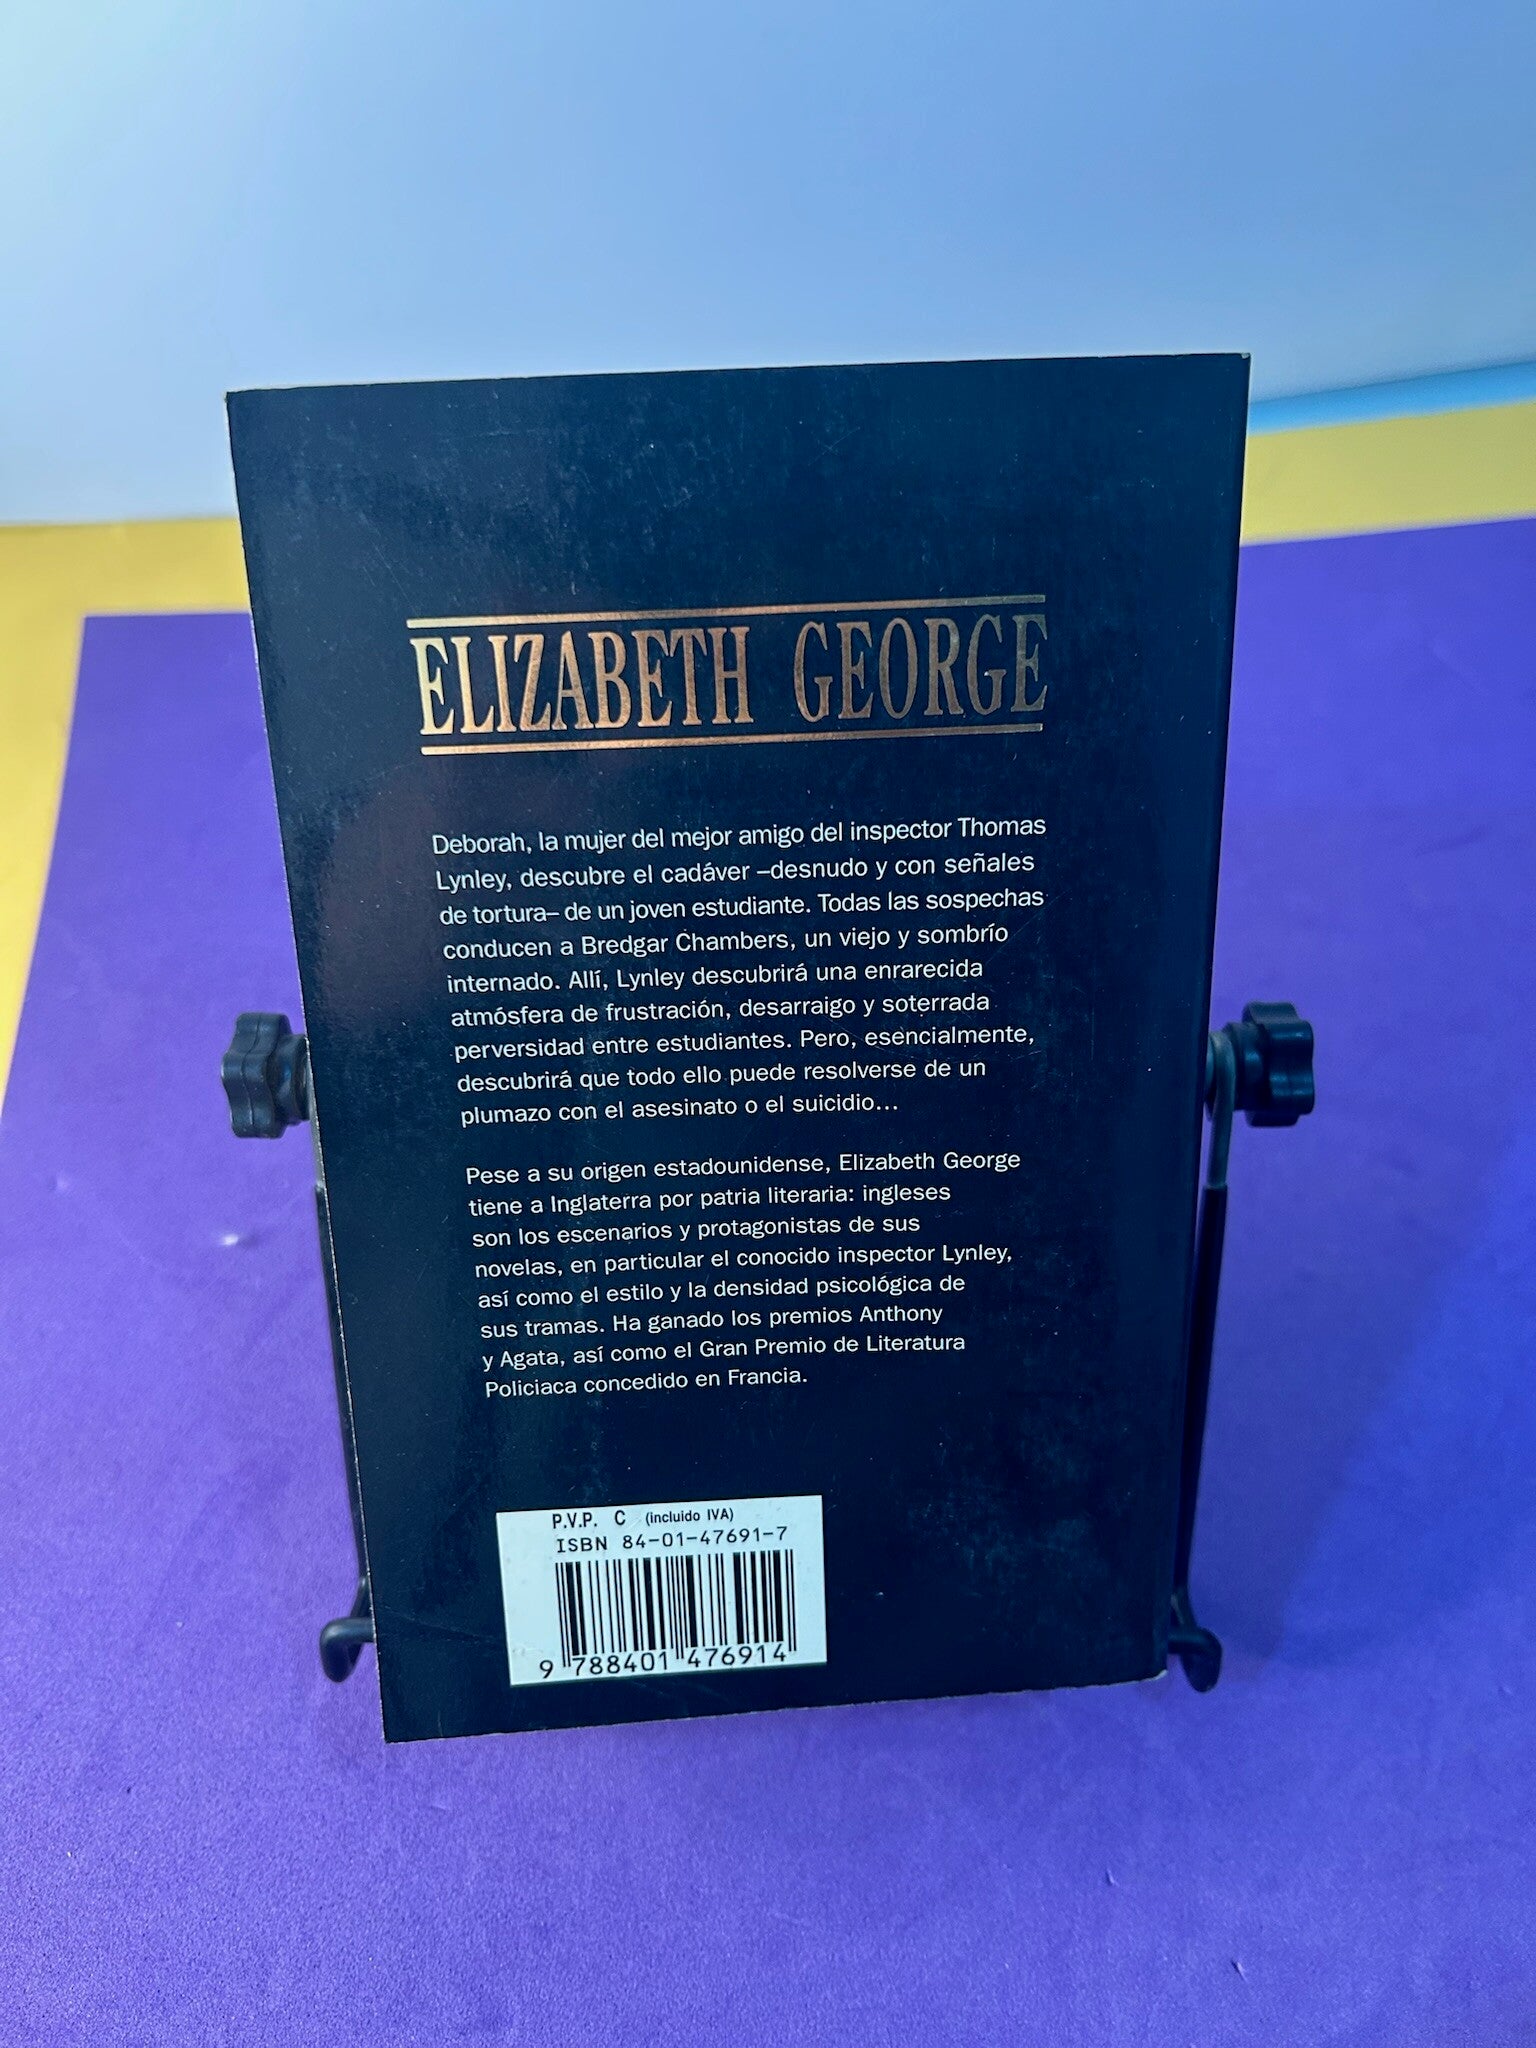 ELIZABETH GEORGE
Deborah, la mujer del mejor amigo del inspector Thomas
Lynley, descubre el cadáver –desnudo y con señales
de tortura– de un joven estudiante. Todas las sospechas
conducen a Bredgar Chambers, un viejo y sombrío
internado. Allí, Lynley descubrirá una enrarecida
atmósfera de frustración, desarraigo y soterrada
perversidad entre estudiantes. Pero, esencialmente,
descubrirá que todo ello puede resolverse de un
plumazo con el asesinato o el suicidio...
Pese a su origen estadounidense, Elizabeth George
tiene a Inglaterra por patria literaria: ingleses
son los escenarios y protagonistas de sus
novelas, en particular el conocido inspector Lynley,
así como el estilo y la densidad psicológica de
sus tramas. Ha ganado los premios Anthony
y Agata, así como el Gran Premio de Literatura
Policiaca concedido en Francia.
P.V.P. C (incluido IVA)
ISBN 84-01-47691-7
9 788401 476914